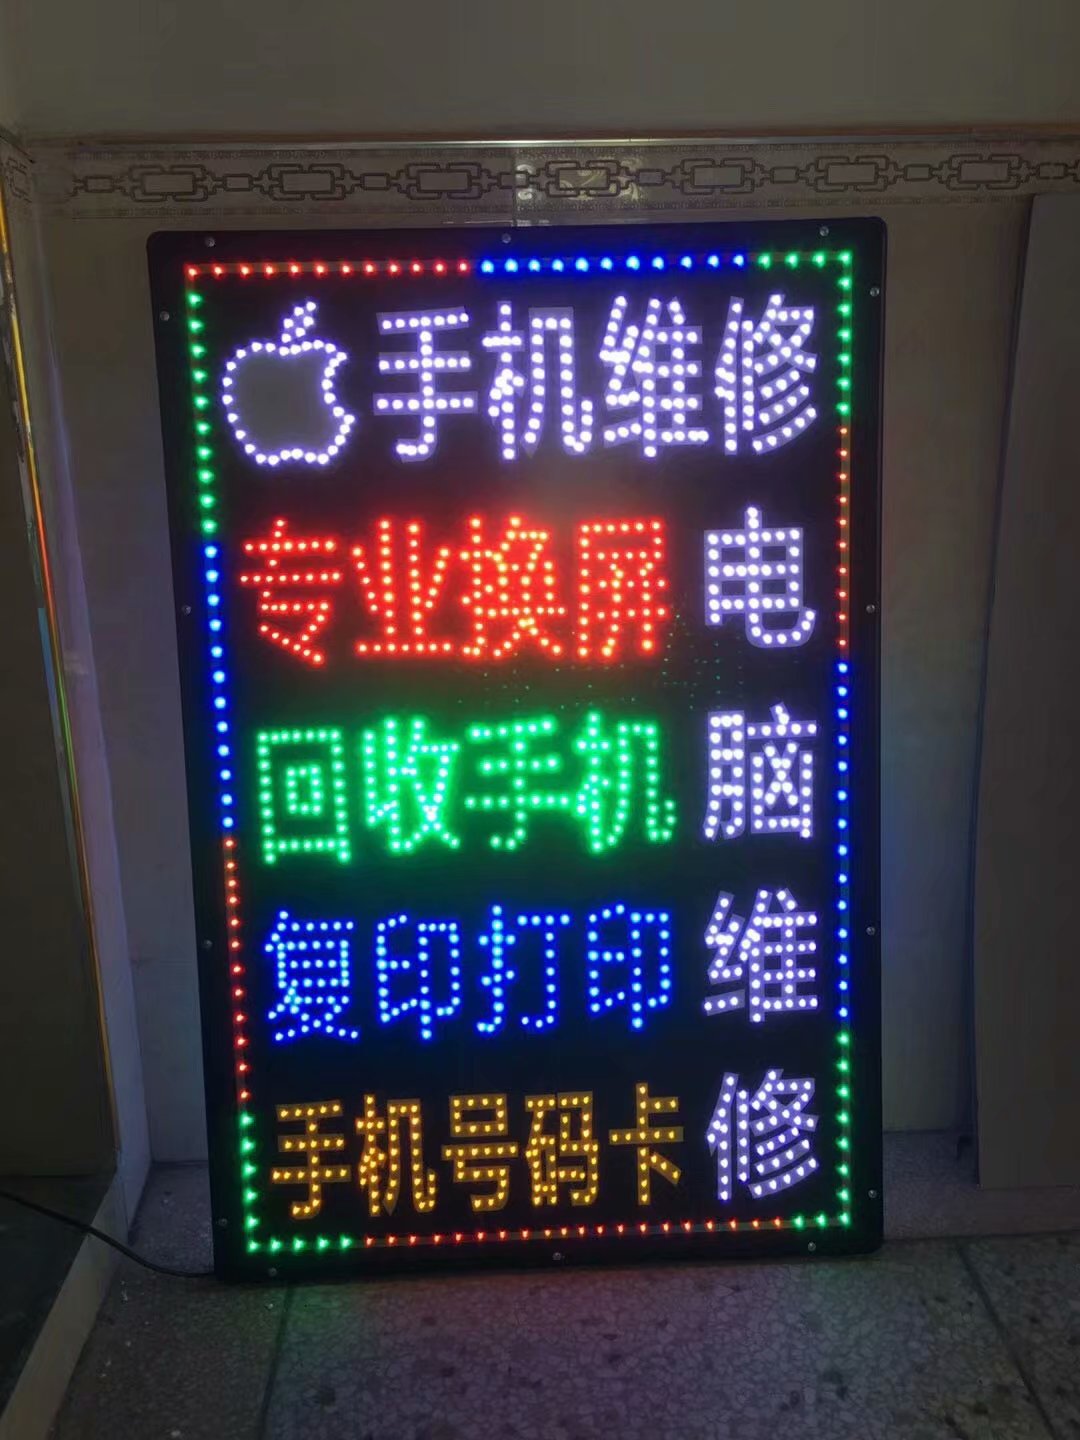 手机维修
专业换屏
回收手机
复印打印
手机号码卡
电脑维修